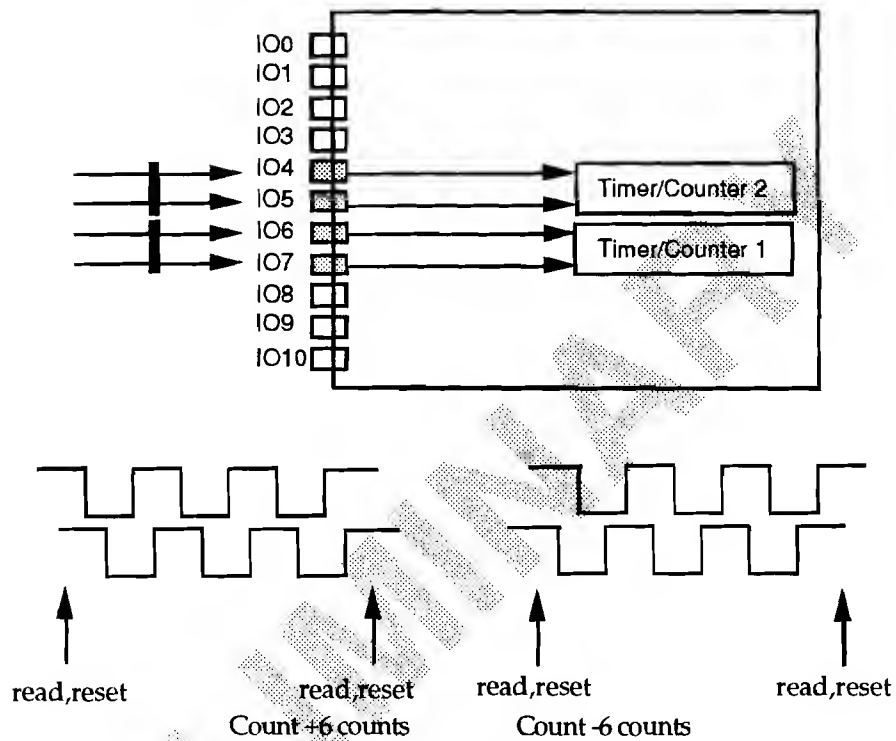 IO0
IO1
IO2
IO3
IO4
IO5
IO6
IO7
IO8
IO9
IO10
Timer/Counter 2
Timer/Counter 1
read,reset
read,reset
read,reset
read,reset
Count +6 counts
Count -6 counts